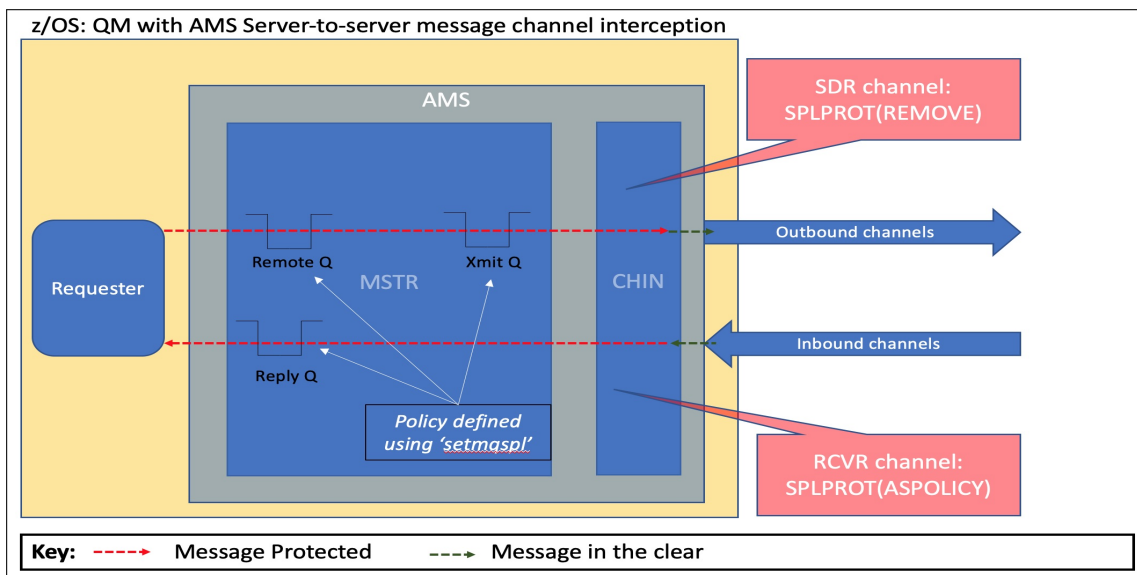 z/OS: QM with AMS Server-to-server message channel interception
AMS
SDR channel:
SPLPROT(REMOVE)
Outbound channels
Remote Q
Xmit Q
Requester
MSTR
CHIN
Inbound channels
Reply Q
Policy defined
using ‘setmqspl’
RCVR channel:
SPLPROT(ASPOLICY)
Key:
Message Protected
Message in the clear